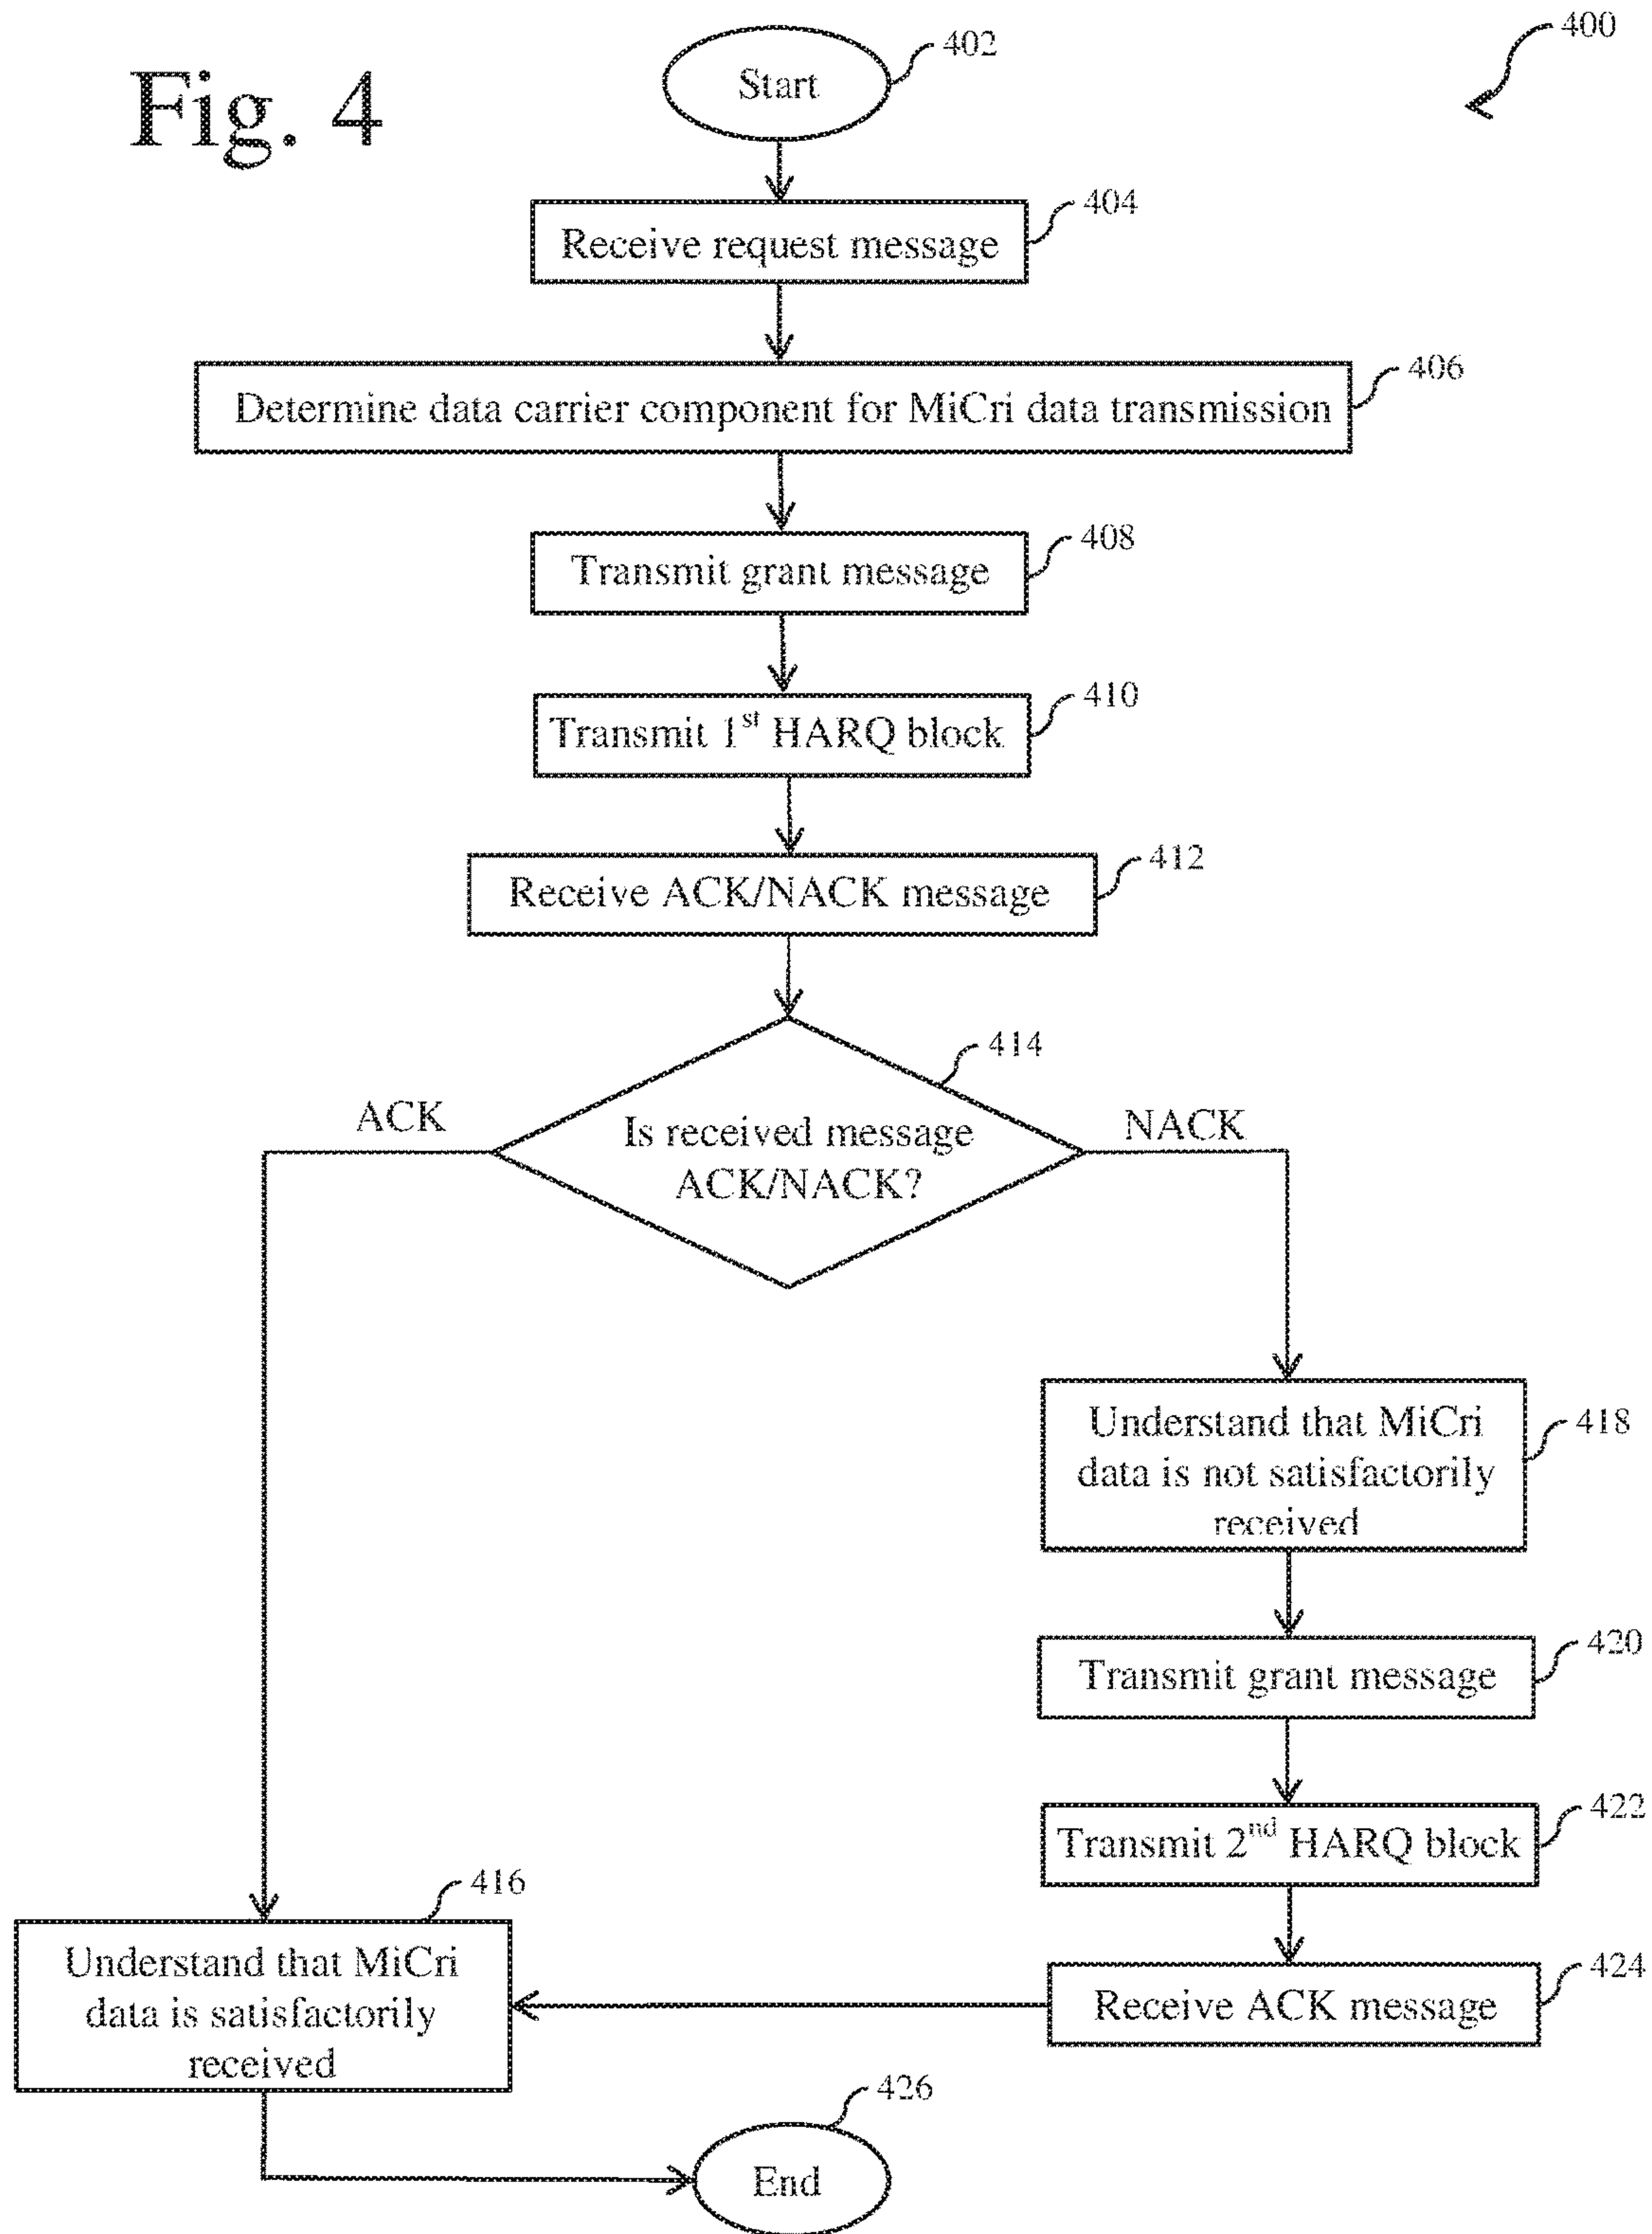 Fig. 4
400
Start
402
Receive request message
404
Determine data carrier component for MiCri data transmission
406
Transmit grant message
408
Transmit 1st HARQ block
410
Receive ACK/NACK message
412
414
ACK
NACK
Is received message
ACK/NACK?
Understand that MiCri
data is not satisfactorily
received
418
Transmit grant message
420
Transmit 2nd HARQ block
422
416
Understand that MiCri
data is satisfactorily
received
Receive ACK message
424
426
End